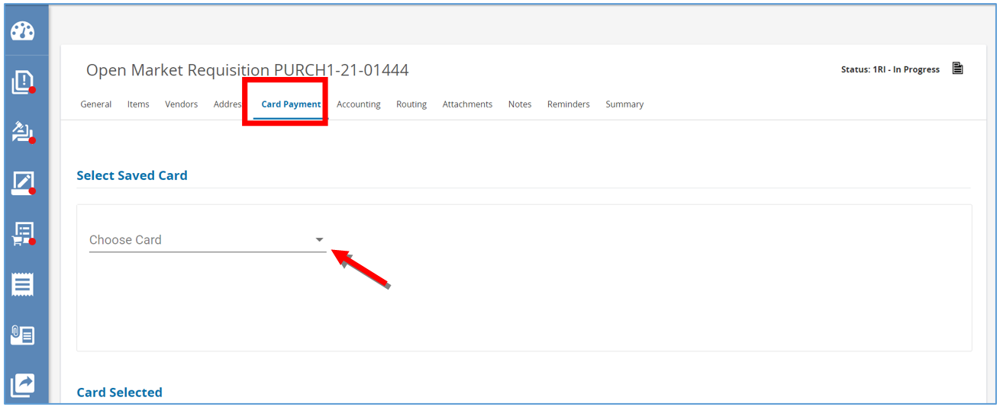 Open Market Requisition PURCH1-21-01444
Status: 1RI - In Progress
General Items Vendors Addres Card Payment Accounting Routing Attachments Notes Reminders Summary
Select Saved Card
Choose Card
Card Selected